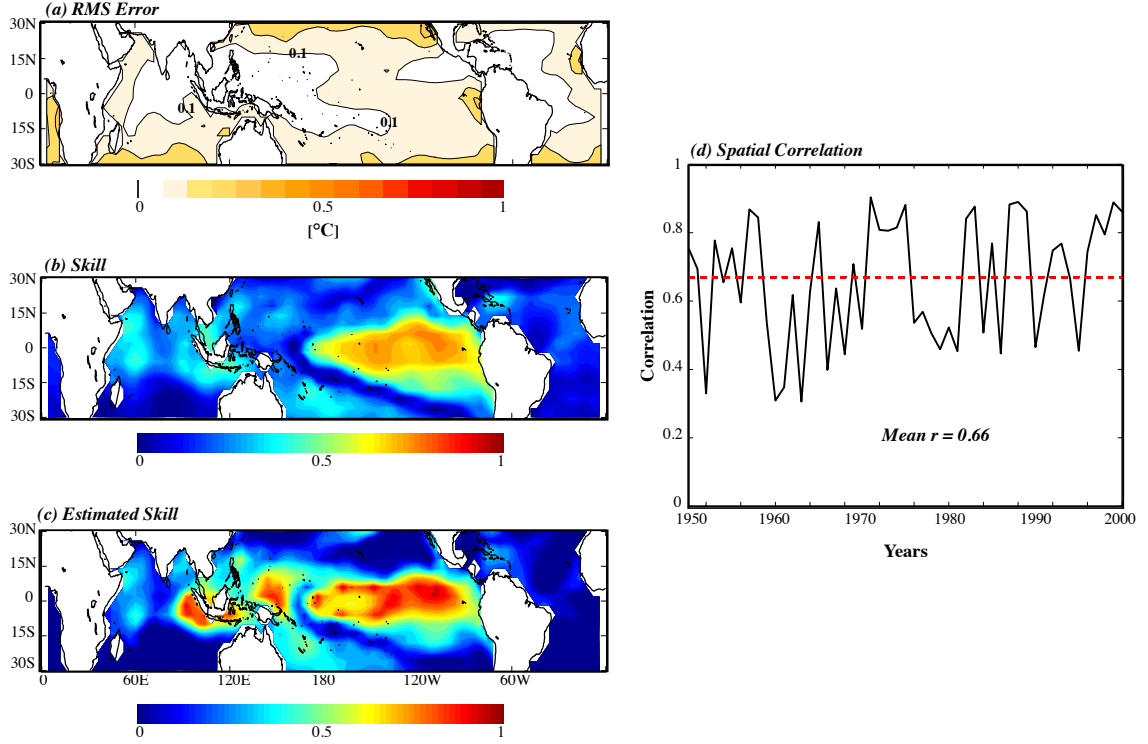 (a) RMS Error
30N
15N
0
15S
30S
0.1
0.1
0.1
0 0.5 1
[°C]
(b) Skill
30N
15N
0
15S
30S
0 0.5 1
(c) Estimated Skill
30N
15N
0
15S
30S
0 60E 120E 180 120W 60W
0 0.5 1
(d) Spatial Correlation
1
0.8
0.6
0.4
0.2
0
Correlation
Mean r = 0.66
1950 1960 1970 1980 1990 2000
Years